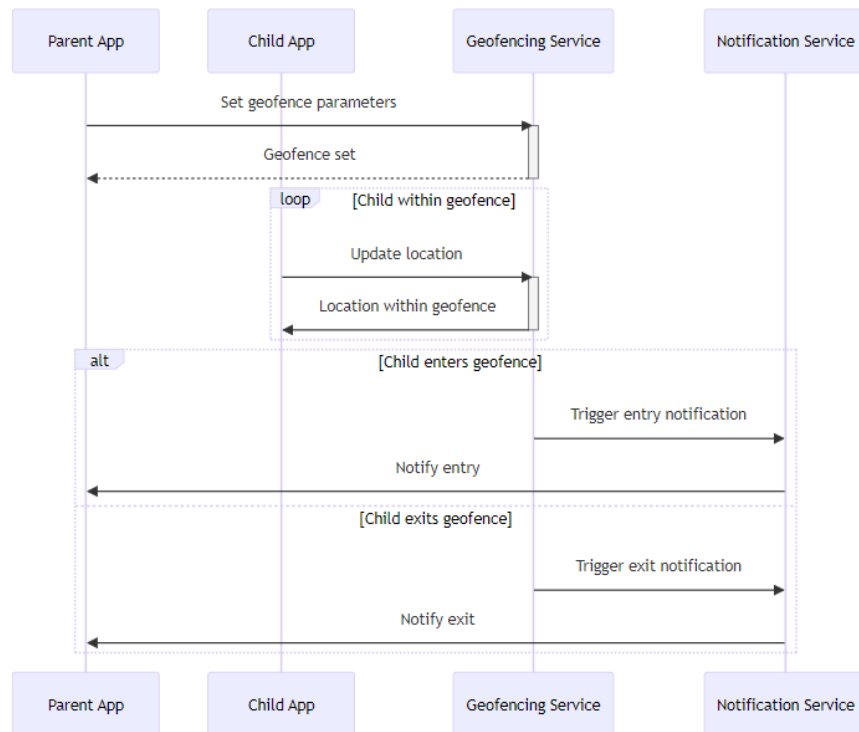 Parent App
Child App
Geofencing Service
Notification Service
Set geofence parameters
Geofence set
loop
[Child within geofence]
Update location
Location within geofence
alt
[Child enters geofence]
Trigger entry notification
Notify entry
[Child exits geofence]
Trigger exit notification
Notify exit
Parent App
Child App
Geofencing Service
Notification Service